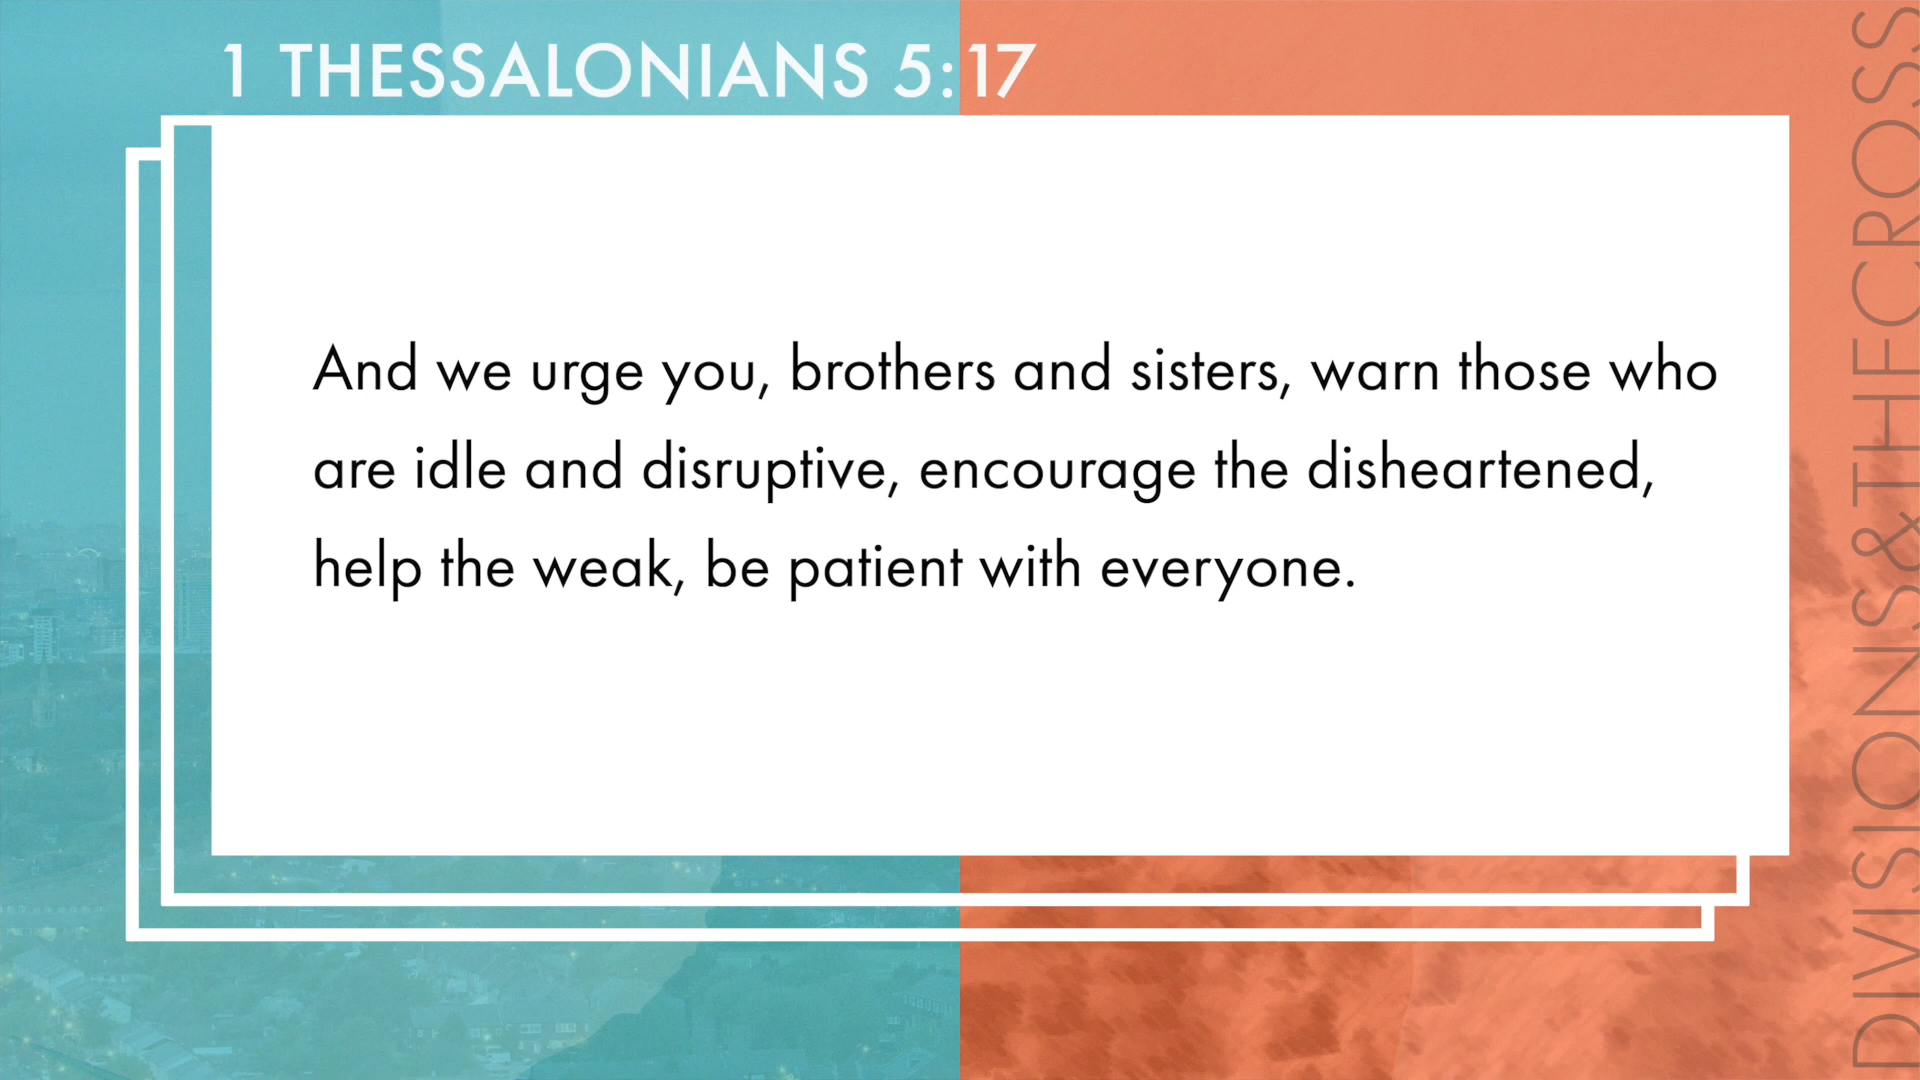 1 THESSALONIANS 5:17
And we urge you, brothers and sisters, warn those who
are idle and disruptive, encourage the disheartened,
help the weak, be patient with everyone.
DIVISIONS&THECROSS